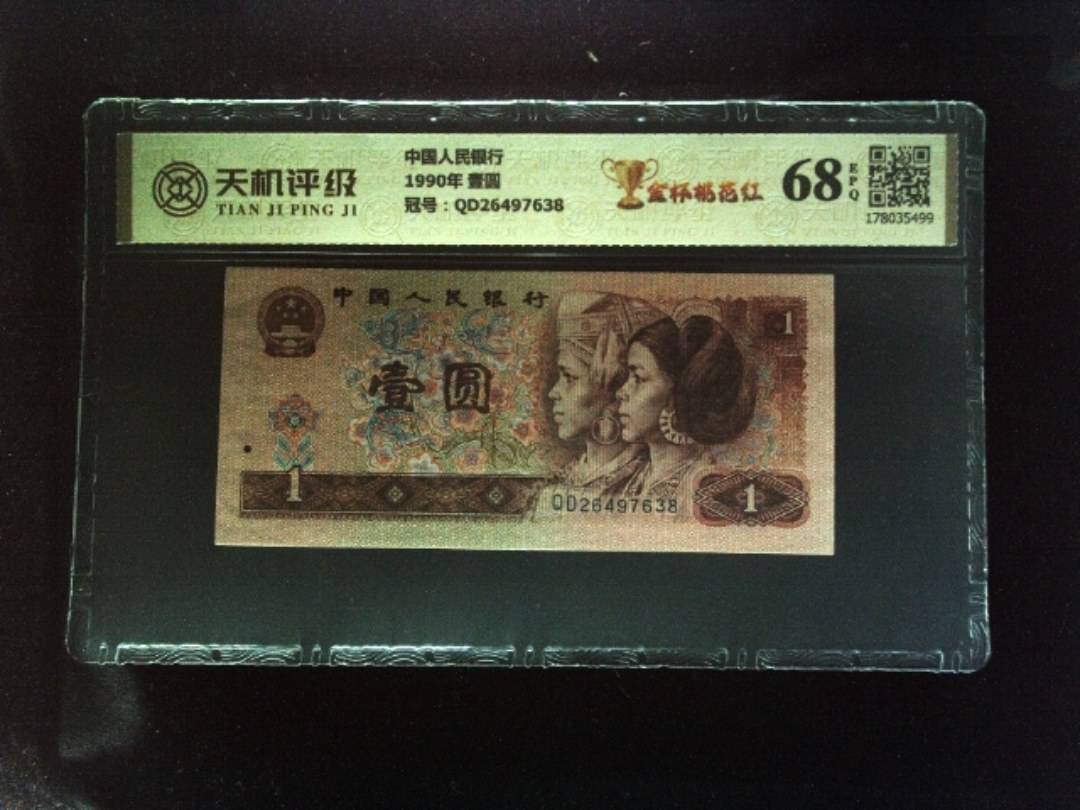 天机评级
TIAN JI PING JI
中国人民银行
1990年 壹圆
冠号：QD26497638
金杯桃花红
68
EPQ
178035499
中国人民银行
1
壹圆
1
QD26497638
1